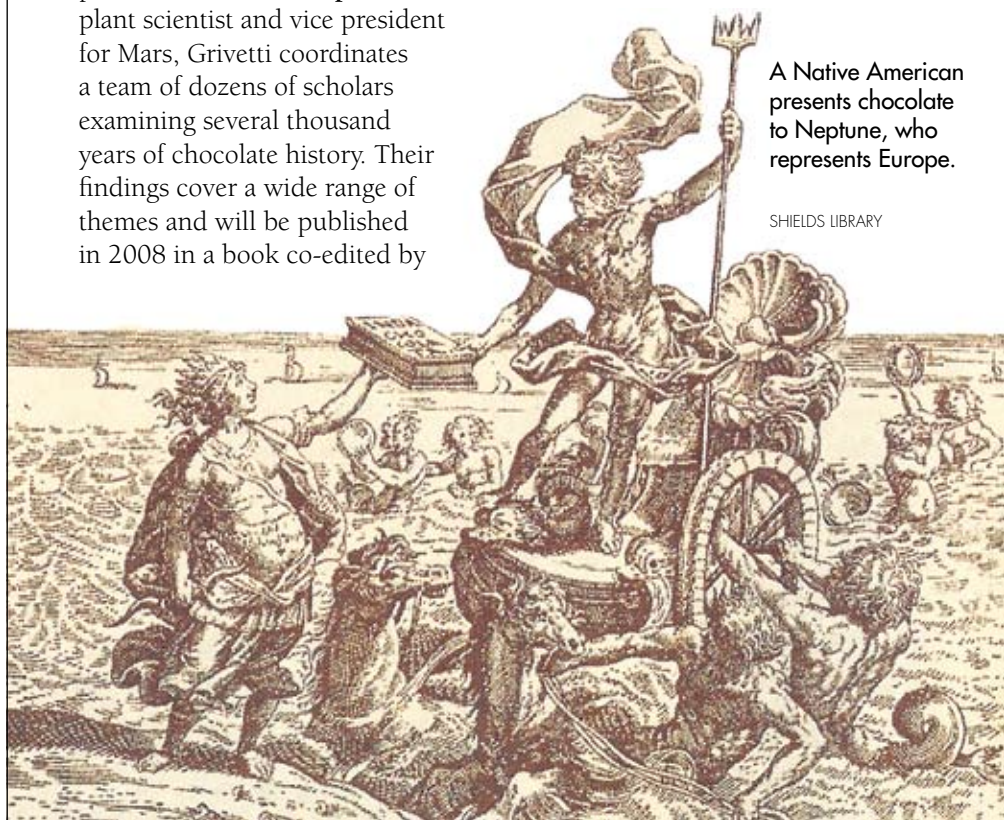 plant scientist and vice president
for Mars, Grivetti coordinates
a team of dozens of scholars
examining several thousand
years of chocolate history. Their
findings cover a wide range of
themes and will be published
in 2008 in a book co-edited by
A Native American
presents chocolate
to Neptune, who
represents Europe.
SHIELDS LIBRARY